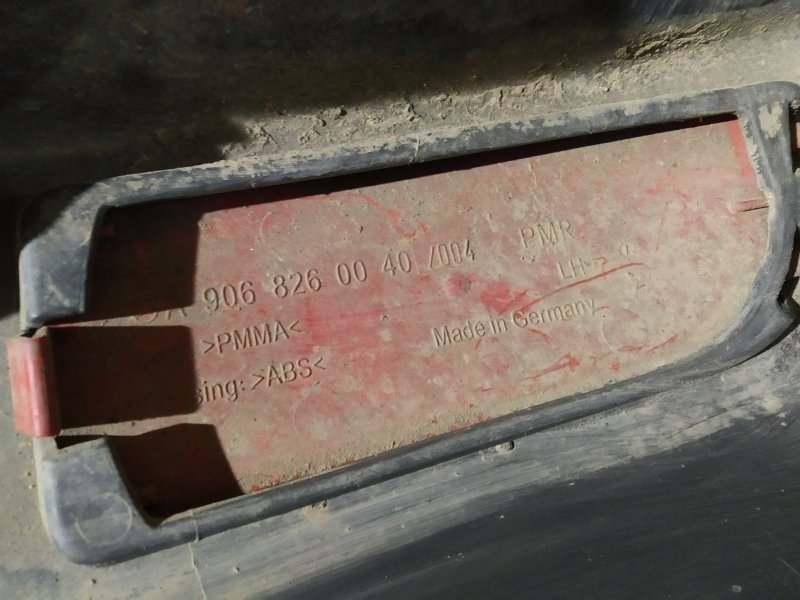 A 906 826 00 40 /004 PMR
>PMMA< LH
Made in Germany
sing: >ABS<